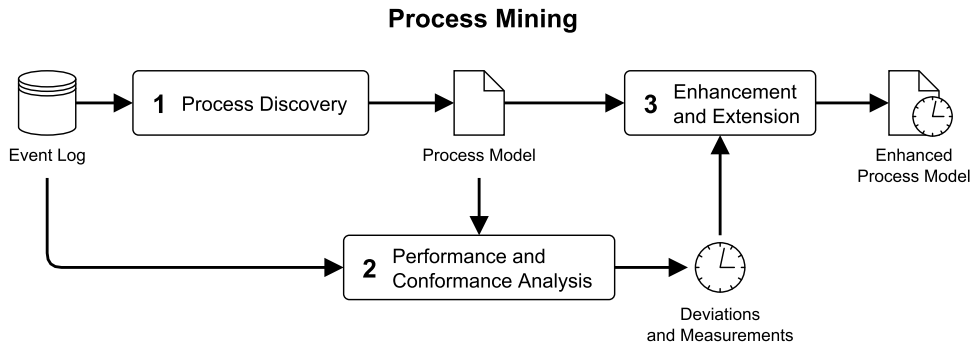 Process Mining
1 Process Discovery
3 Enhancement
and Extension
Event Log
Process Model
Enhanced
Process Model
2 Performance and
Conformance Analysis
Deviations
and Measurements